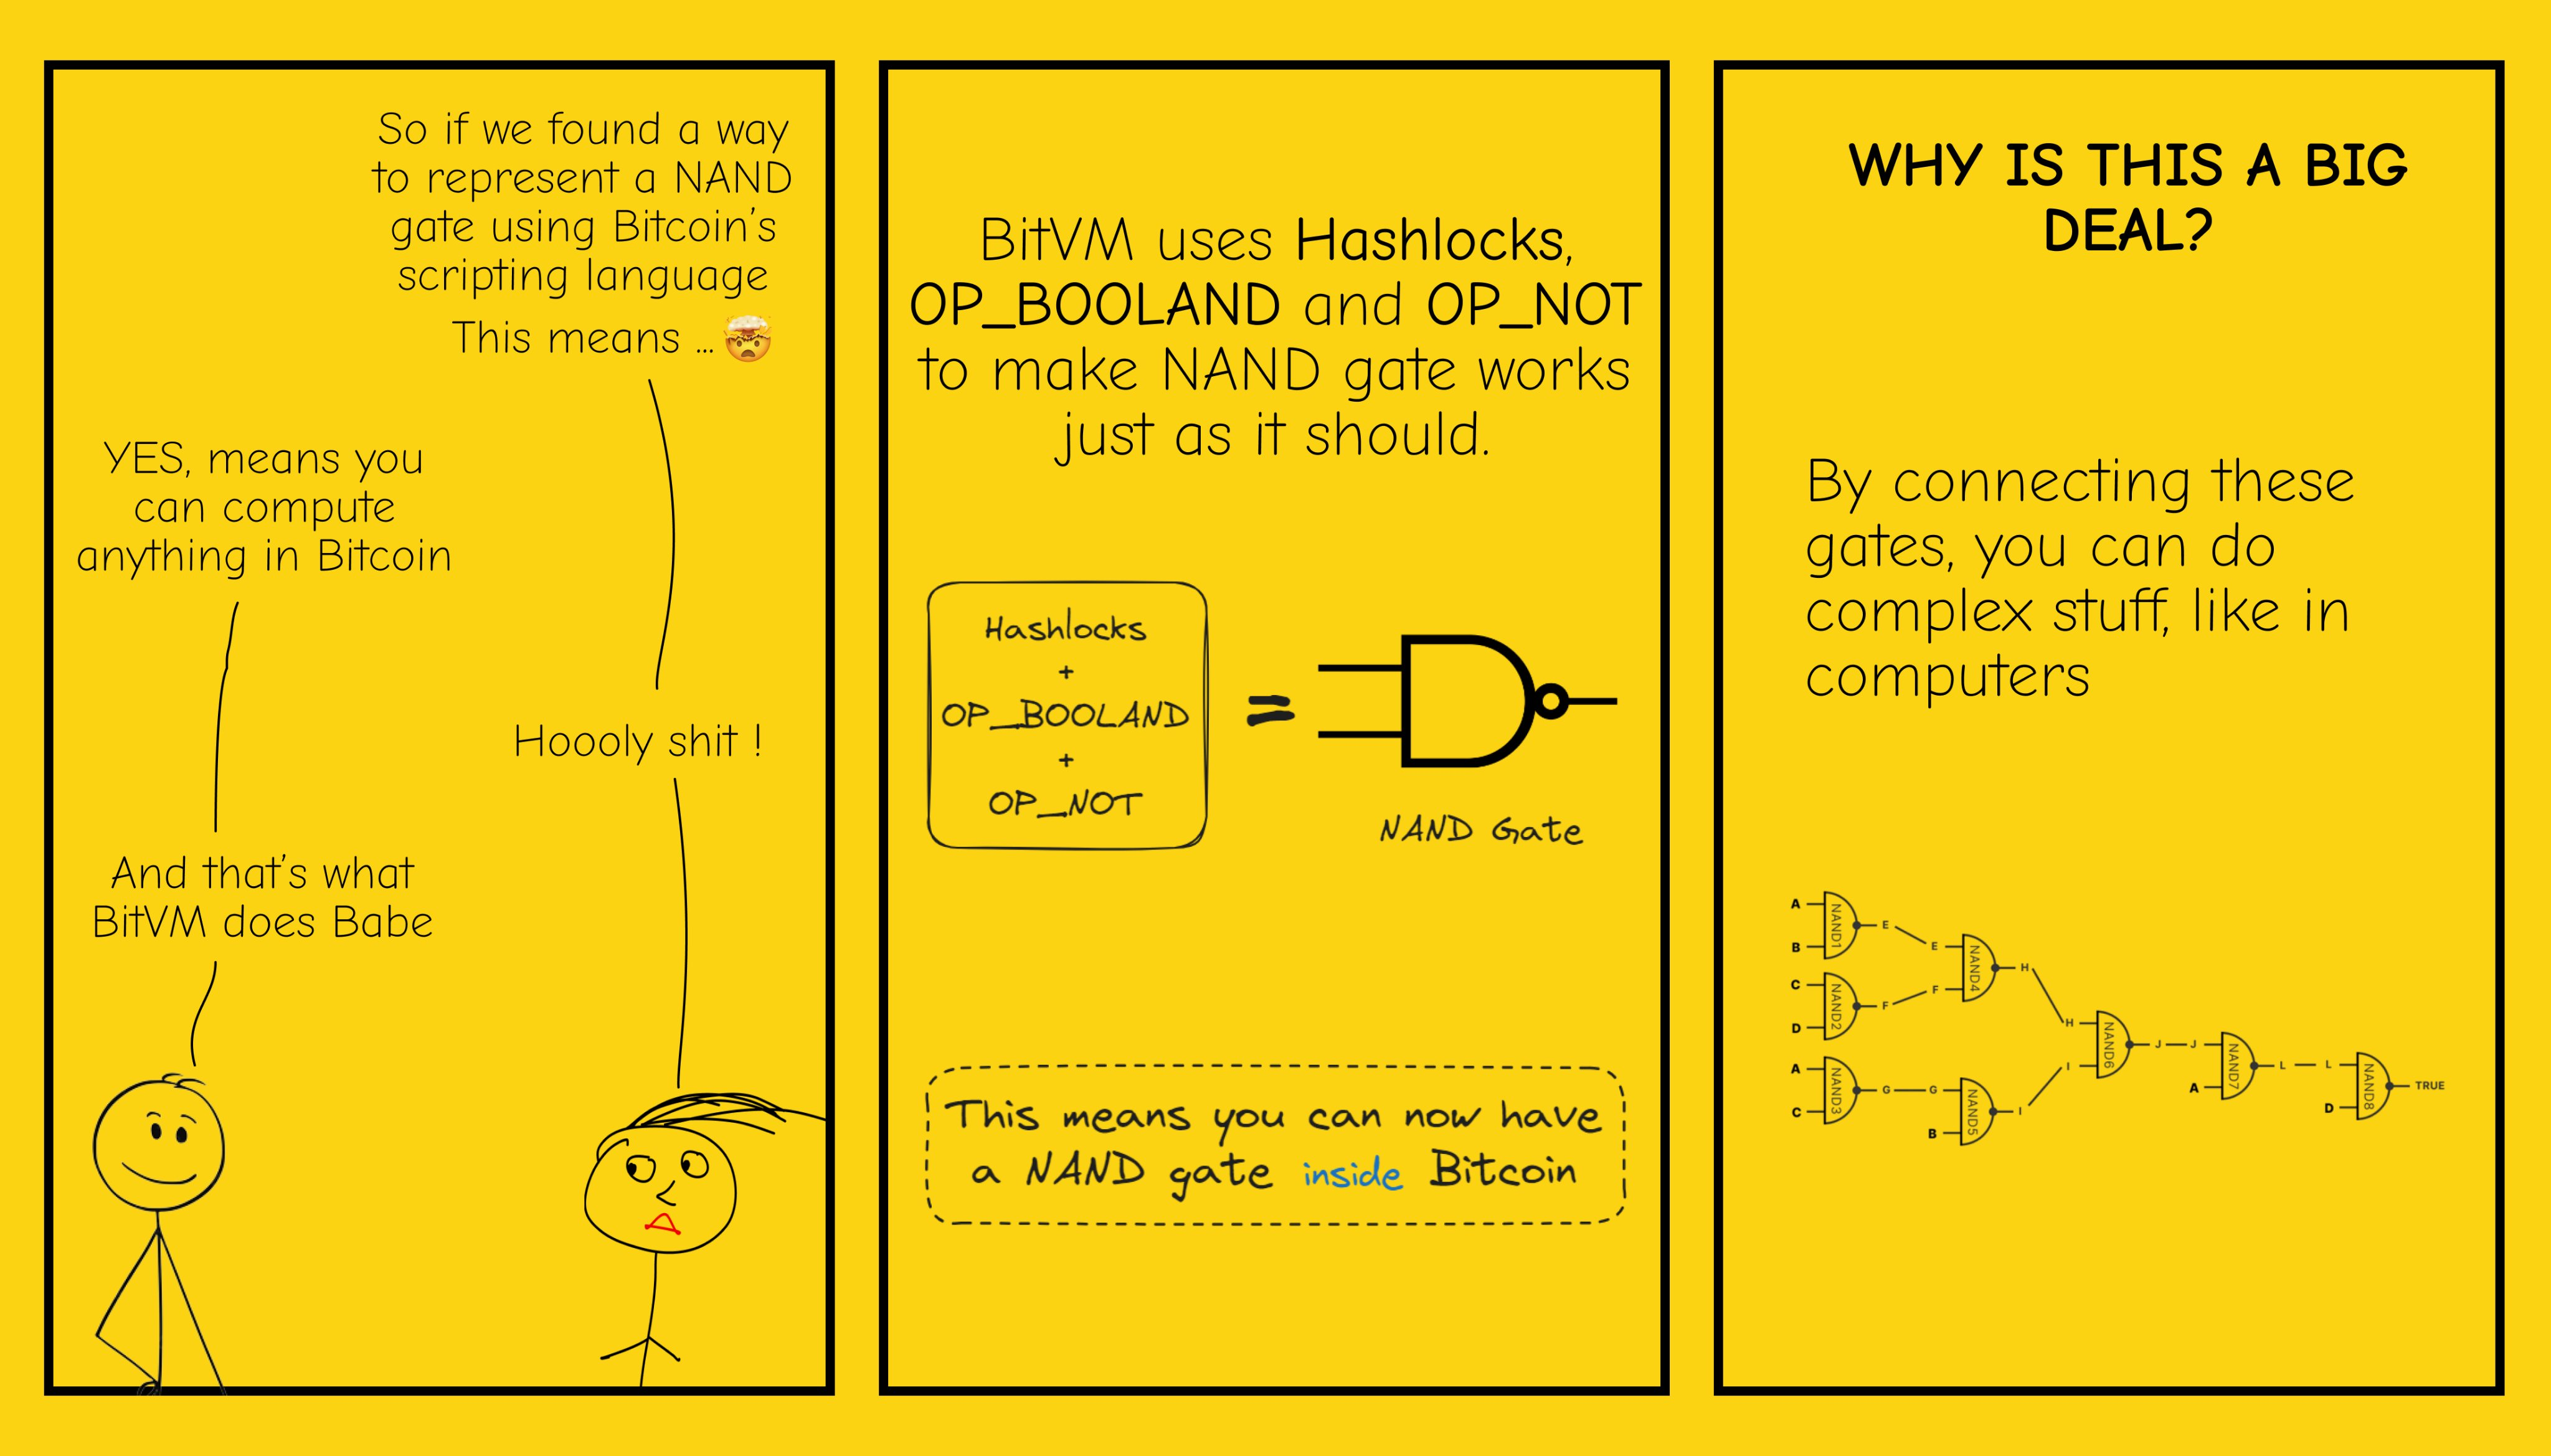 So if we found a way
to represent a NAND
gate using Bitcoin's
scripting language
This means ...🤯
YES, means you
can compute
anything in Bitcoin
Hoooly shit !
And that's what
BitVM does Babe
BitVM uses Hashlocks,
OP_BOOLAND and OP_NOT
to make NAND gate works
just as it should.
Hashlocks
+
OP_BOOLAND
+
OP_NOT
=
NAND Gate
This means you can now have
a NAND gate inside Bitcoin
WHY IS THIS A BIG
DEAL?
By connecting these
gates, you can do
complex stuff, like in
computers
A
B
NAND1
E
E
F
NAND4
H
C
D
NAND2
F
H
I
NAND6
J
J
A
NAND7
L
L
D
NAND8
TRUE
A
C
NAND3
G
G
B
NAND5
I